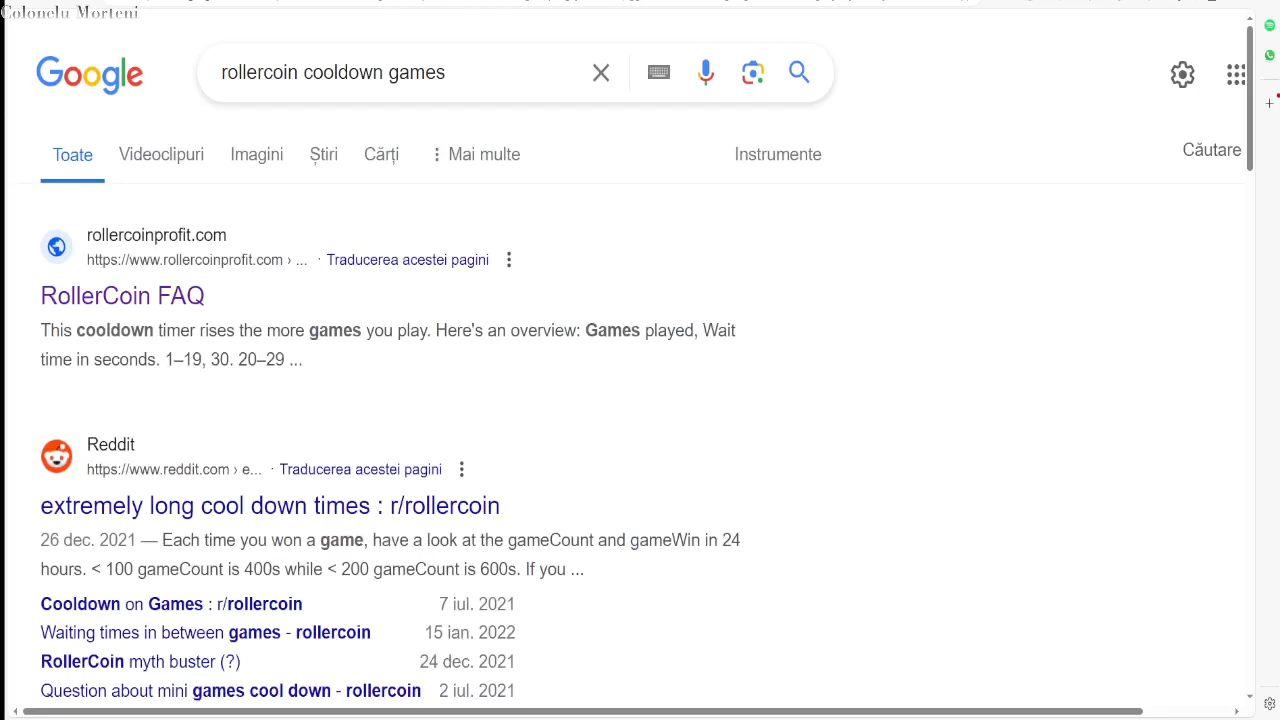 Colonelu Morteni
Google
rollercoin cooldown games
Toate Videoclipuri Imagini Știri Cărți Mai multe Instrumente Căutare
rollercoinprofit.com
https://www.rollercoinprofit.com › ... · Traducerea acestei pagini
RollerCoin FAQ
This cooldown timer rises the more games you play. Here's an overview: Games played, Wait
time in seconds. 1–19, 30. 20–29 ...
Reddit
https://www.reddit.com › e... · Traducerea acestei pagini
extremely long cool down times : r/rollercoin
26 dec. 2021 — Each time you won a game, have a look at the gameCount and gameWin in 24
hours. < 100 gameCount is 400s while < 200 gameCount is 600s. If you ...
Cooldown on Games : r/rollercoin 7 iul. 2021
Waiting times in between games - rollercoin 15 ian. 2022
RollerCoin myth buster (?) 24 dec. 2021
Question about mini games cool down - rollercoin 2 iul. 2021